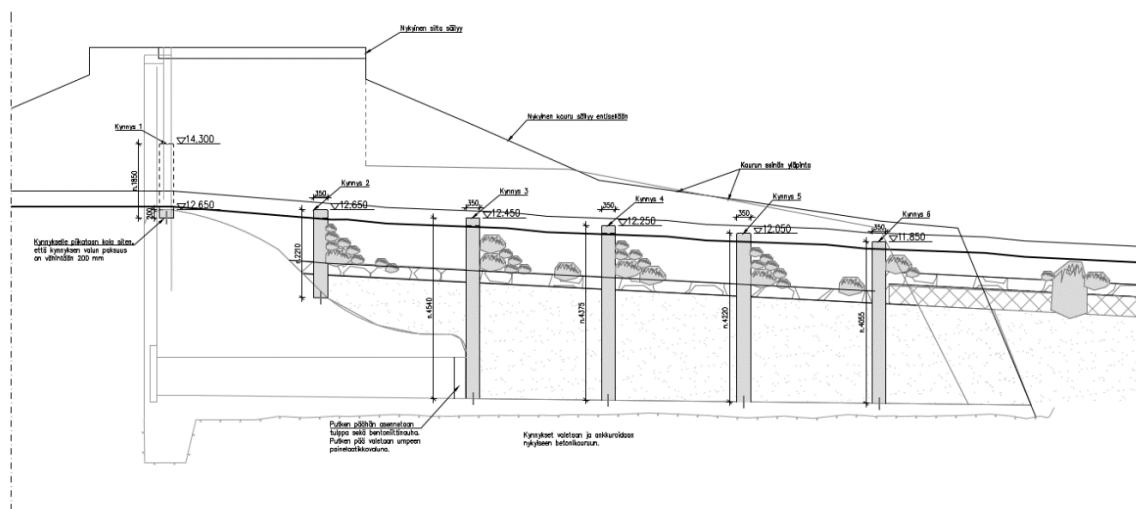 Nykyinen silta säilyy
Kynnys 1
14.300
n.1850
12.650
200
Kynnykselle piikataan kolo siten,
että kynnyksen valun paksuus
on vähintään 200 mm
Nykyinen kouru säilyy entisellään
Kourun seinän yläpinta
350
Kynnys 2
12.650
n.2210
350
Kynnys 3
12.450
n.4540
350
Kynnys 4
12.250
n.4375
350
Kynnys 5
12.050
n.4220
350
Kynnys 6
11.850
n.4055
Putken päähän asennetaan
tulppa sekä bentoniittinauha.
Putken pää valetaan umpeen
painelaatikkovaluna.
Kynnykset valetaan ja ankkuroidaan
nykyiseen betonikouruun.